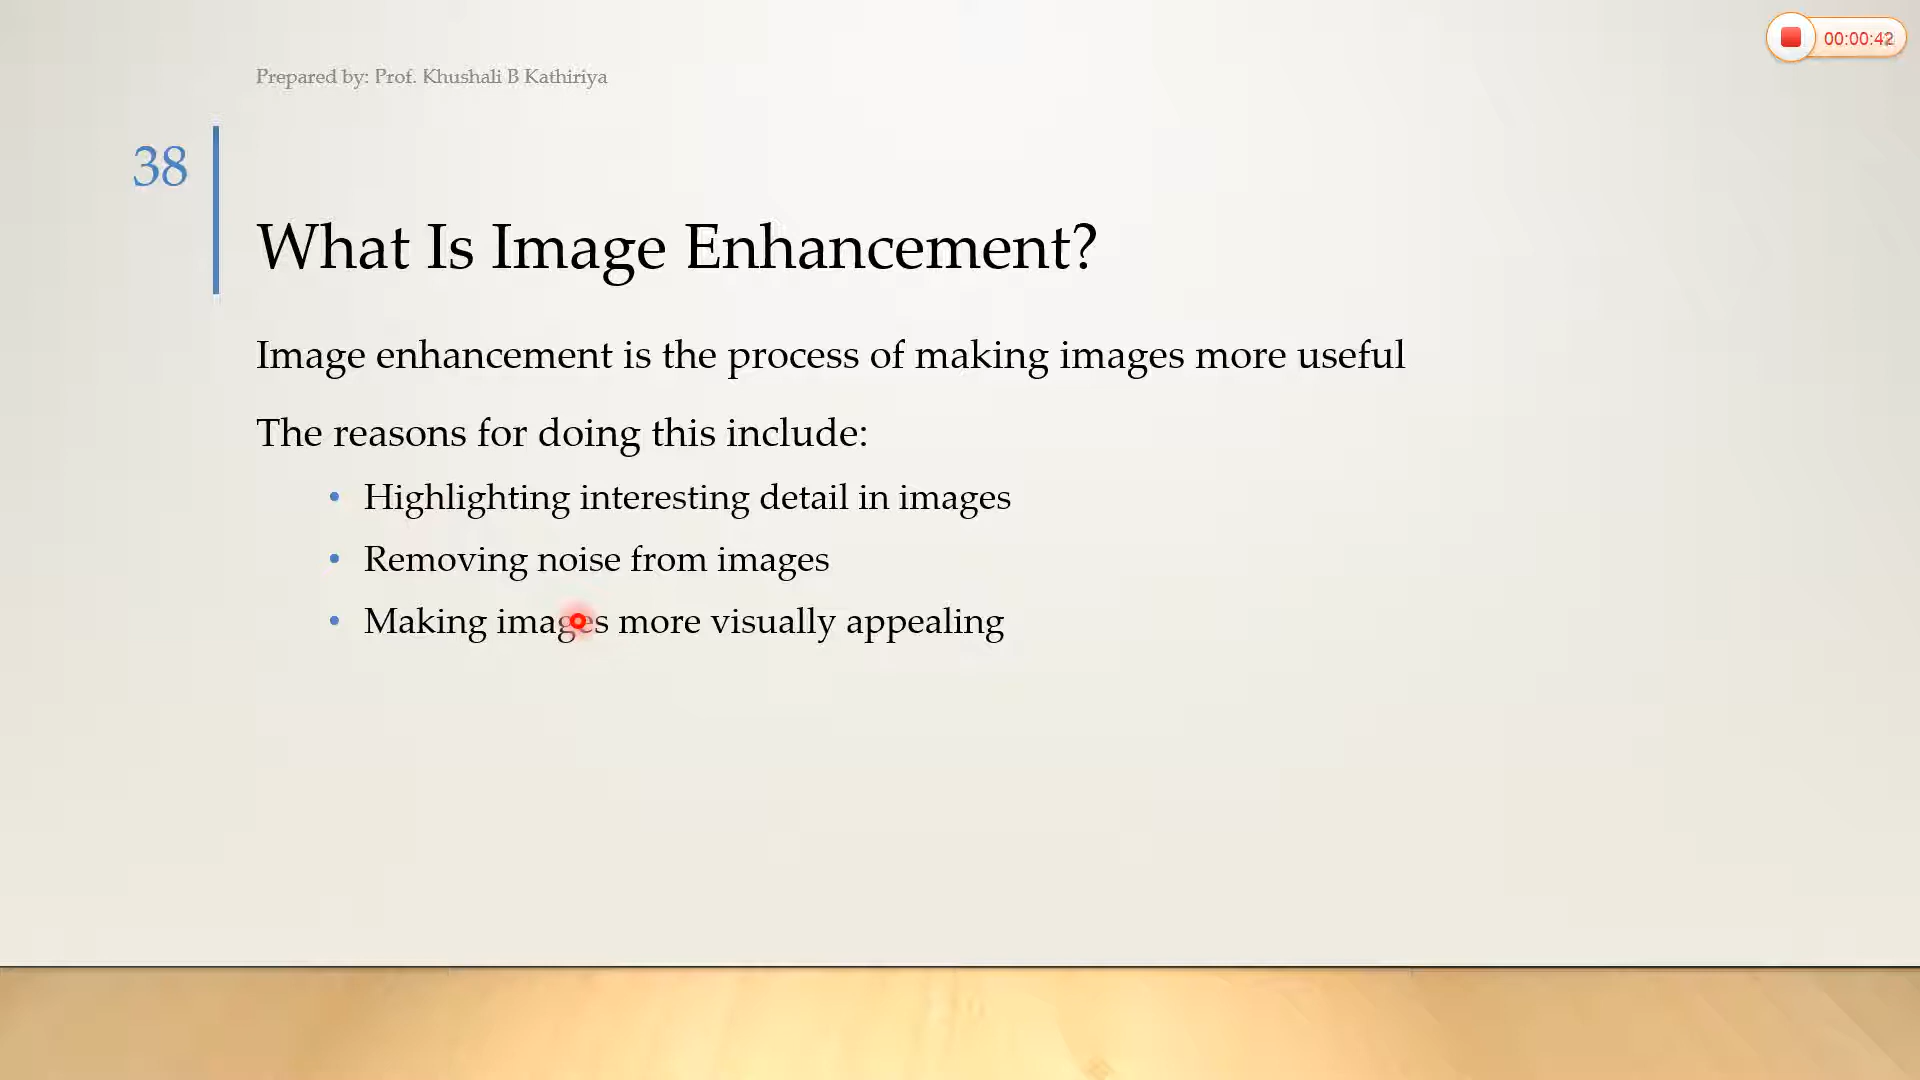 00:00:42
Prepared by: Prof. Khushali B Kathiriya
38
What Is Image Enhancement?
Image enhancement is the process of making images more useful
The reasons for doing this include:
• Highlighting interesting detail in images
• Removing noise from images
• Making images more visually appealing